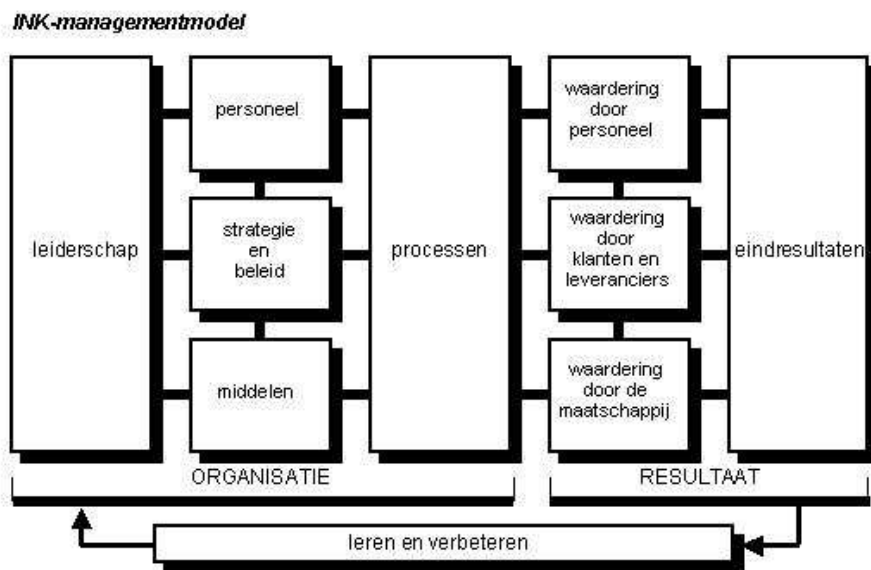 INK-managementmodel
leiderschap
personeel
strategie
en
beleid
middelen
processen
waardering
door
personeel
waardering
door
klanten en
leveranciers
waardering
door de
maatschappij
eindresultaten
ORGANISATIE
RESULTAAT
leren en verbeteren